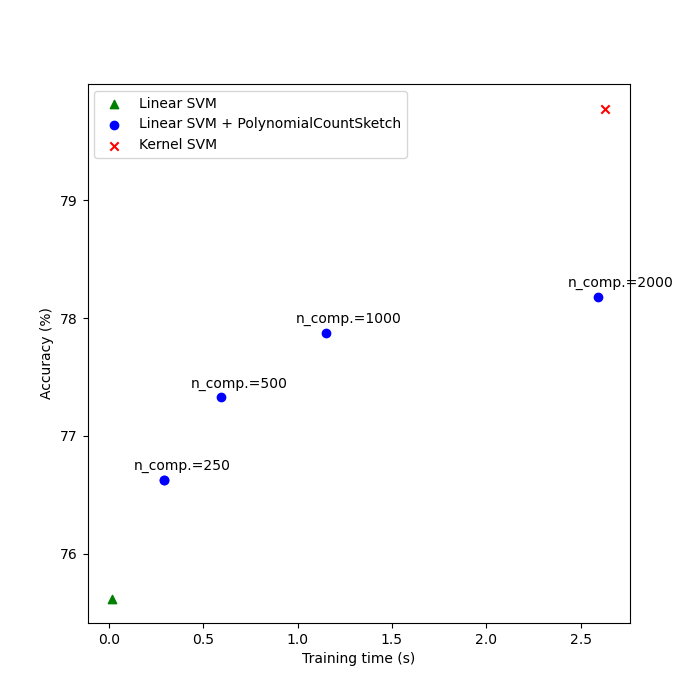 Linear SVM
Linear SVM + PolynomialCountSketch
Kernel SVM
79
78
77
76
Accuracy (%)
n_comp.=2000
n_comp.=1000
n_comp.=500
n_comp.=250
0.0 0.5 1.0 1.5 2.0 2.5
Training time (s)